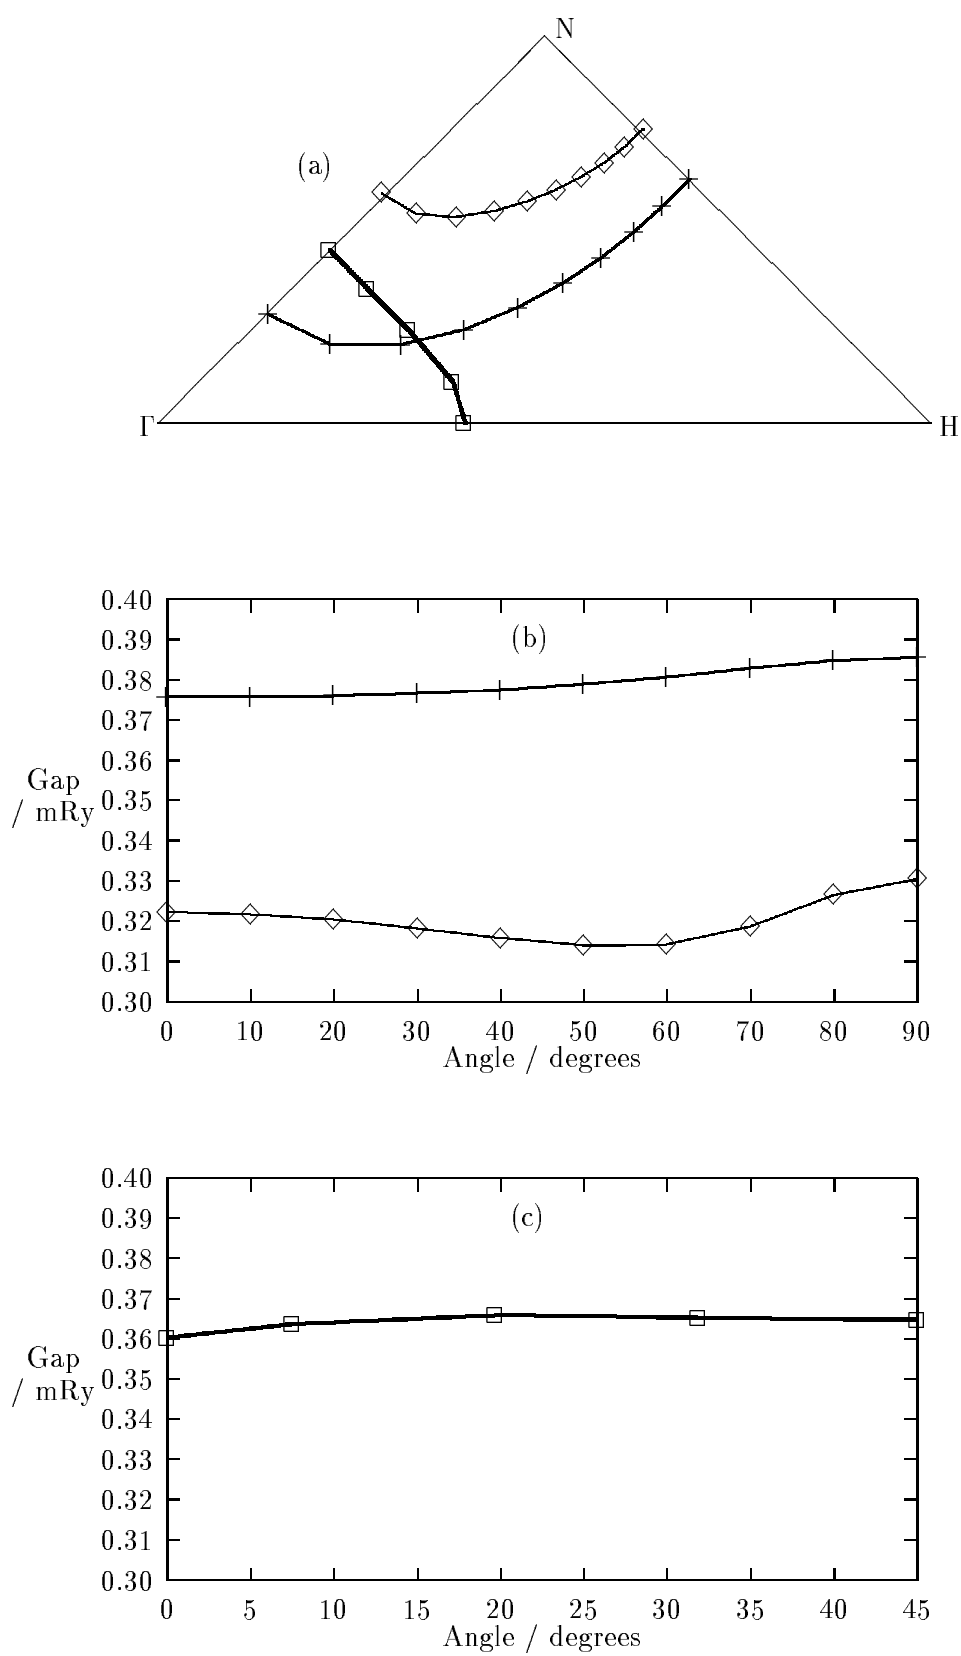 N
(a)
Γ
H
0.40
0.39
0.38
0.37
0.36
0.35
0.34
0.33
0.32
0.31
0.30
Gap
/ mRy
(b)
0 10 20 30 40 50 60 70 80 90
Angle / degrees
0.40
0.39
0.38
0.37
0.36
0.35
0.34
0.33
0.32
0.31
0.30
Gap
/ mRy
(c)
0 5 10 15 20 25 30 35 40 45
Angle / degrees